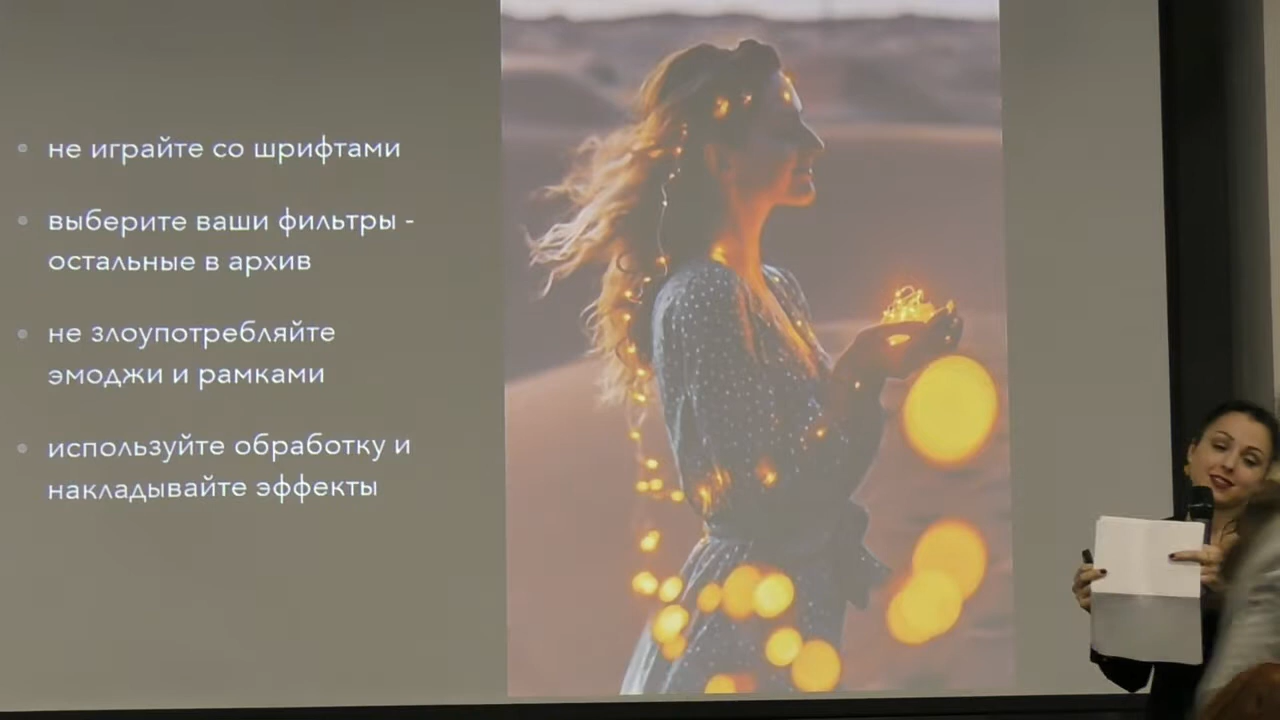 не играйте со шрифтами
выберите ваши фильтры -
остальные в архив
не злоупотребляйте
эмоджи и рамками
используйте обработку и
накладывайте эффекты